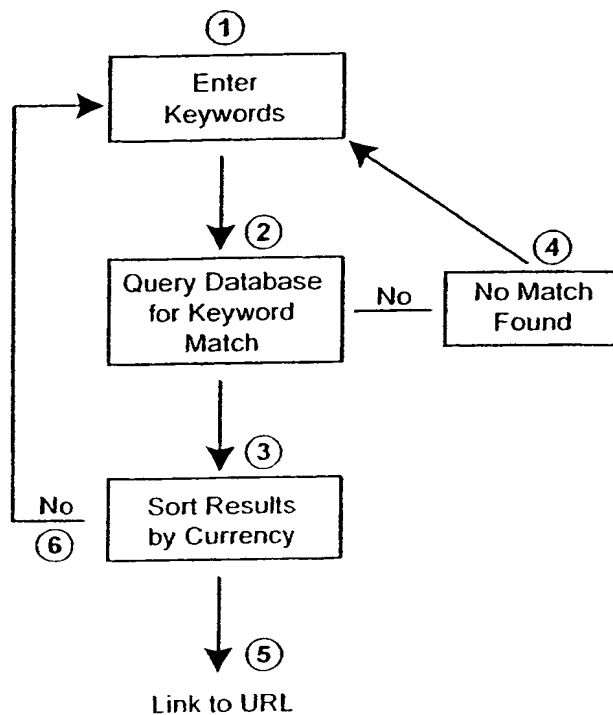 1
Enter
Keywords
2
Query Database
for Keyword
Match
No
4
No Match
Found
3
Sort Results
by Currency
No
6
5
Link to URL